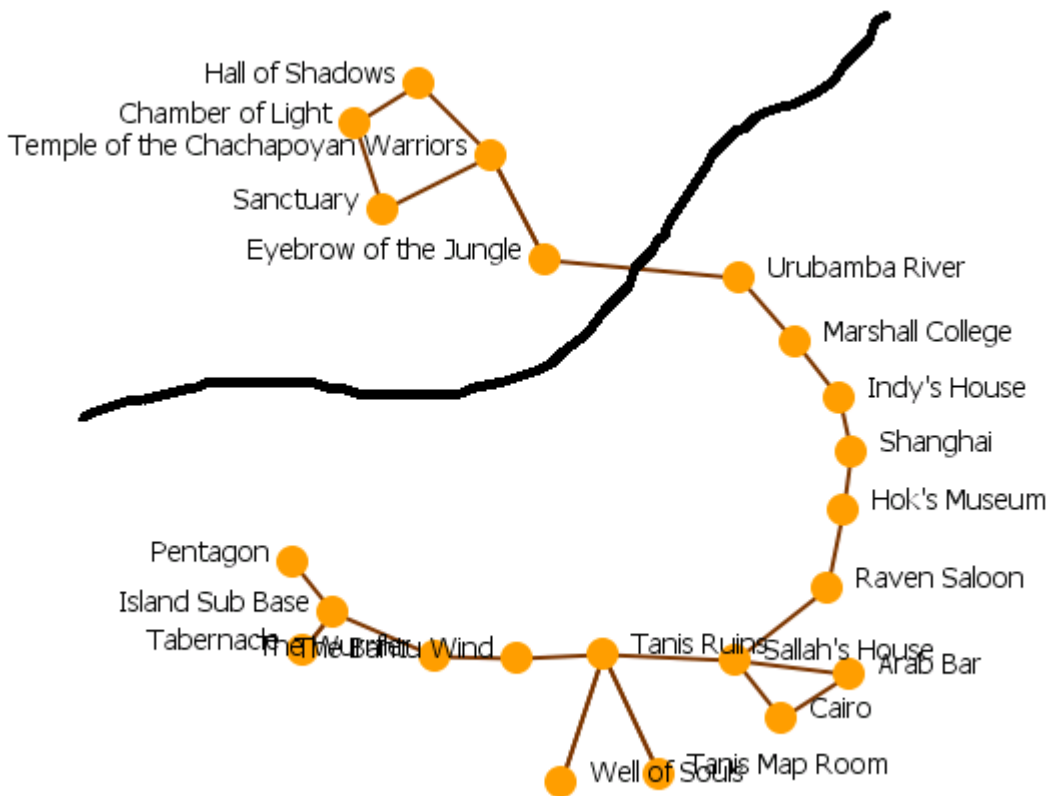 Hall of Shadows
Chamber of Light
Temple of the Chachapoyan Warriors
Sanctuary
Eyebrow of the Jungle
Urubamba River
Marshall College
Indy's House
Shanghai
Hok's Museum
Pentagon
Raven Saloon
Island Sub Base
Tabernacle
Tanis Ruins
Sallah's House
Arab Bar
Cairo
Well of Souls
Tanis Map Room